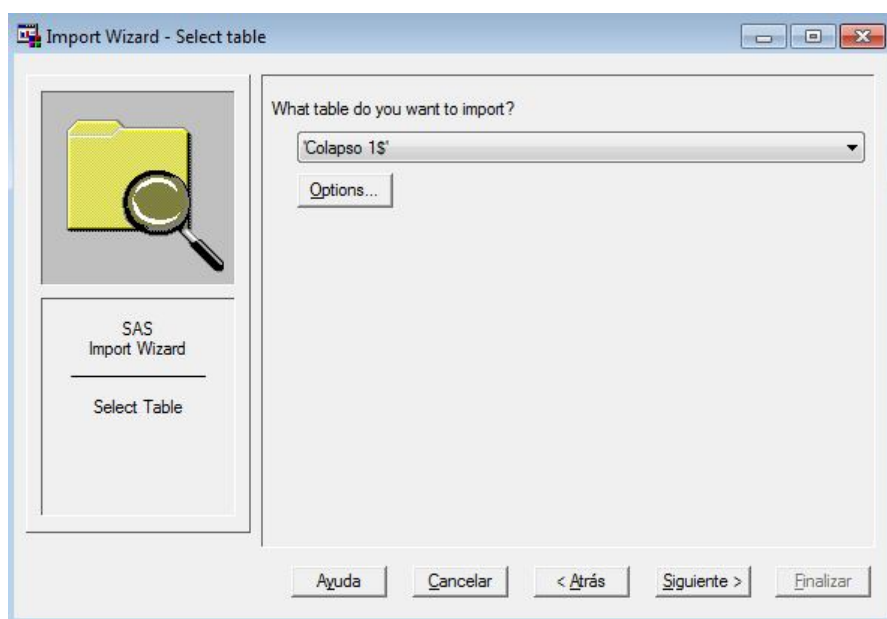 Import Wizard - Select table
What table do you want to import?
'Colapso 1$'
Options...
SAS
Import Wizard
Select Table
Ayuda
Cancelar
< Atrás
Siguiente >
Finalizar